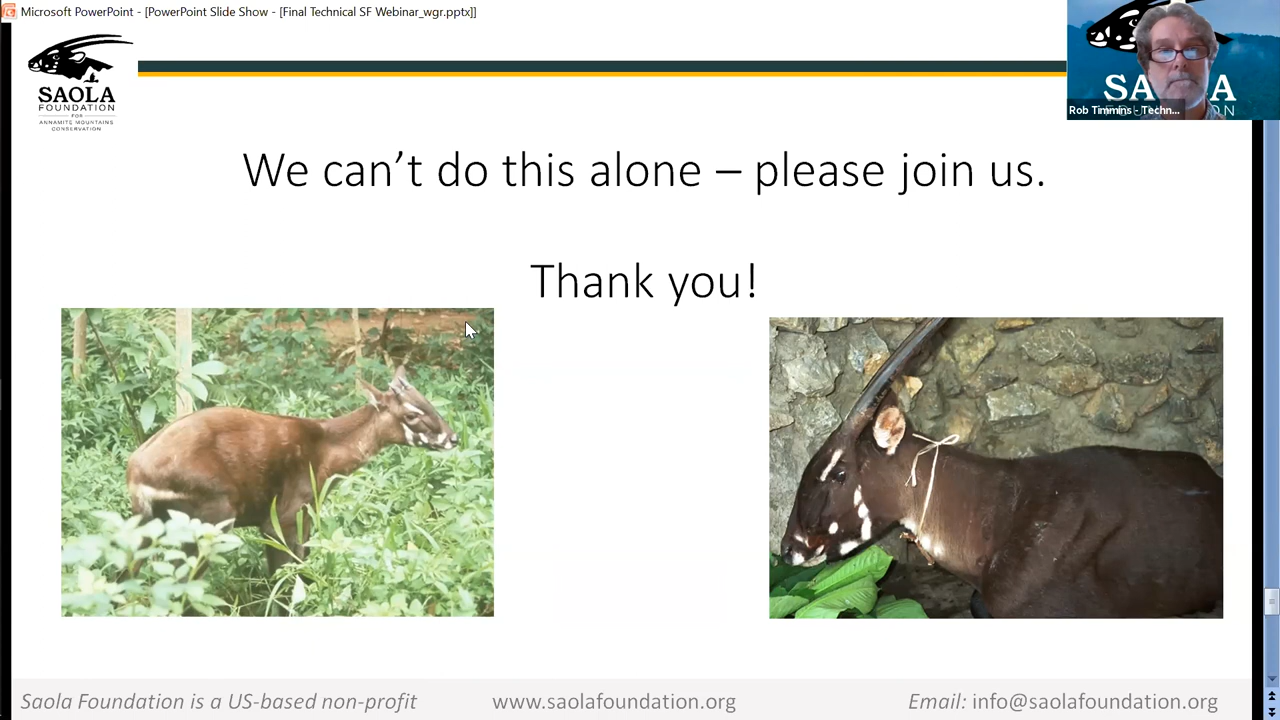 Microsoft PowerPoint - [PowerPoint Slide Show - [Final Technical SF Webinar_wgr.pptx]]
SAOLA
FOUNDATION
FOR
ANNAMITE MOUNTAINS
CONSERVATION
Rob Timmins - Techn...
We can’t do this alone – please join us.
Thank you!
Saola Foundation is a US-based non-profit
www.saolafoundation.org
Email: info@saolafoundation.org